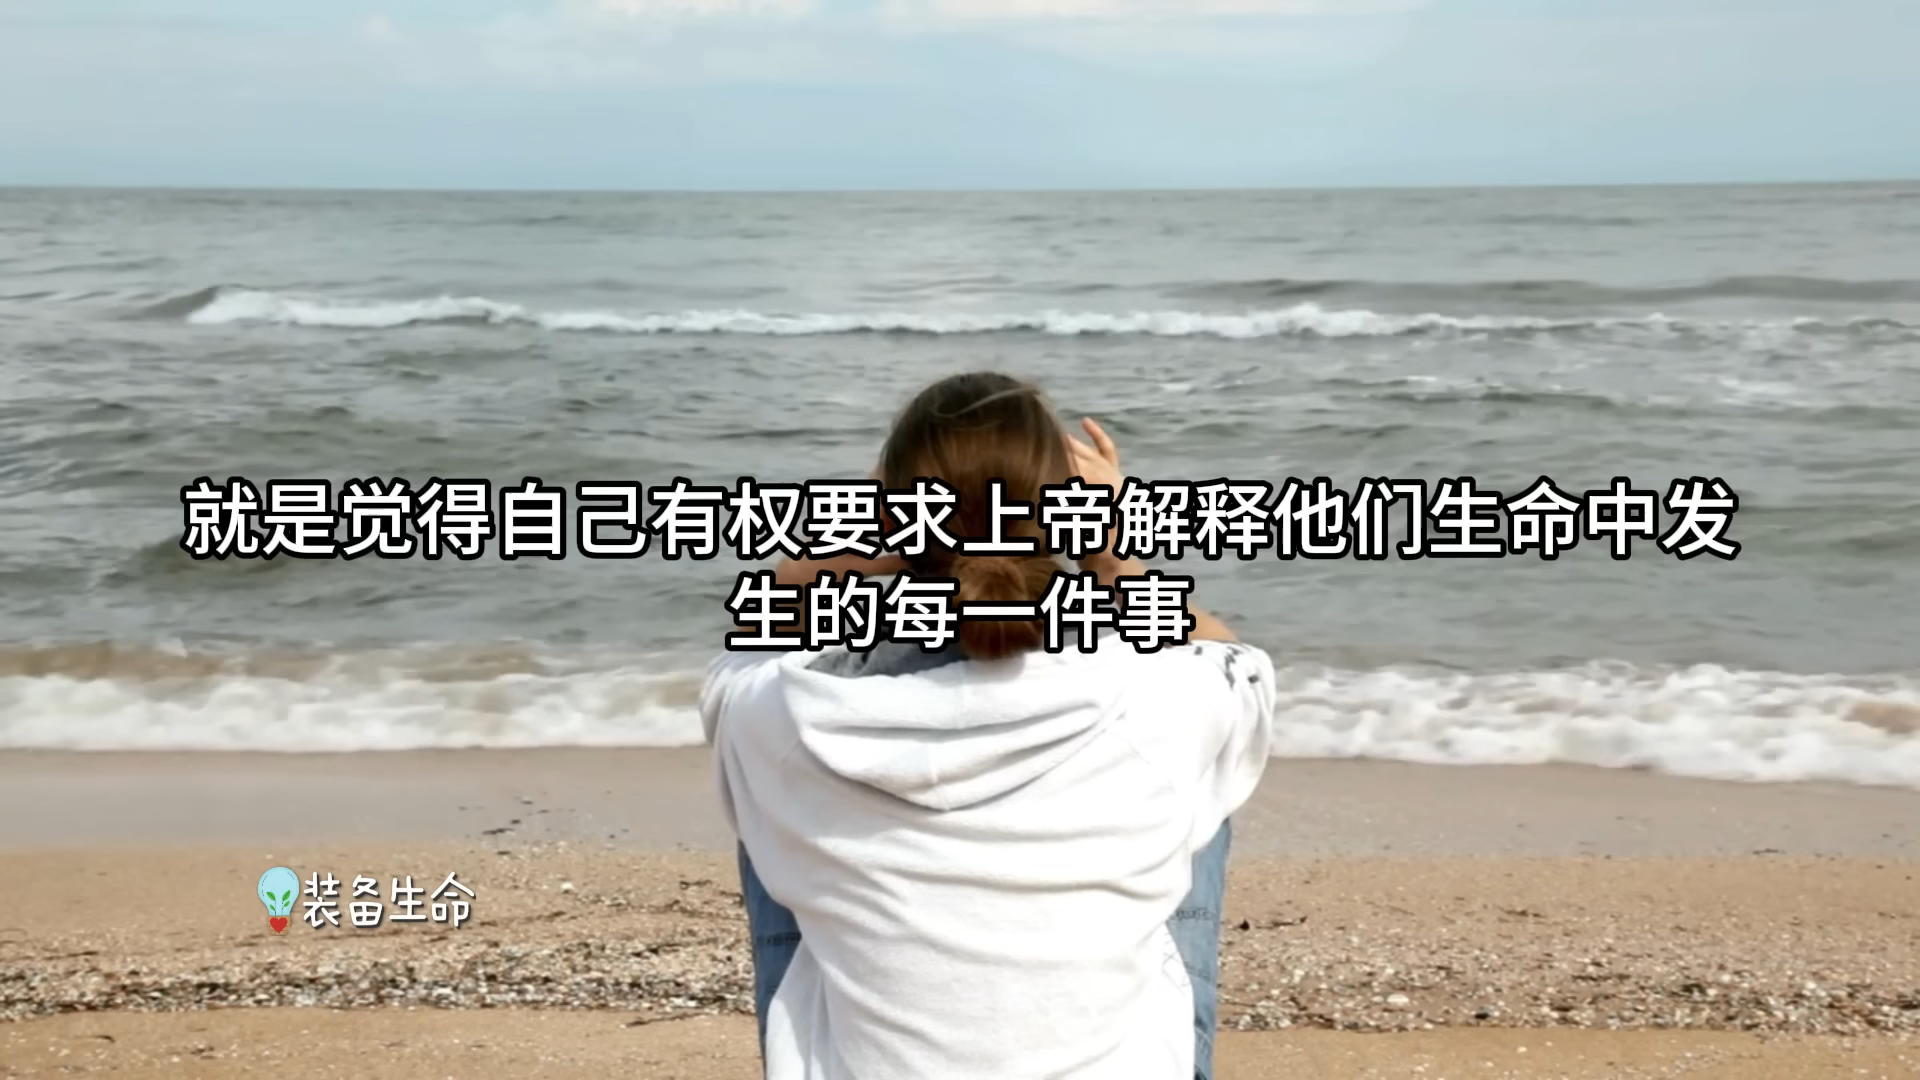 就是觉得自己有权要求上帝解释他们生命中发
生的每一件事
装备生命